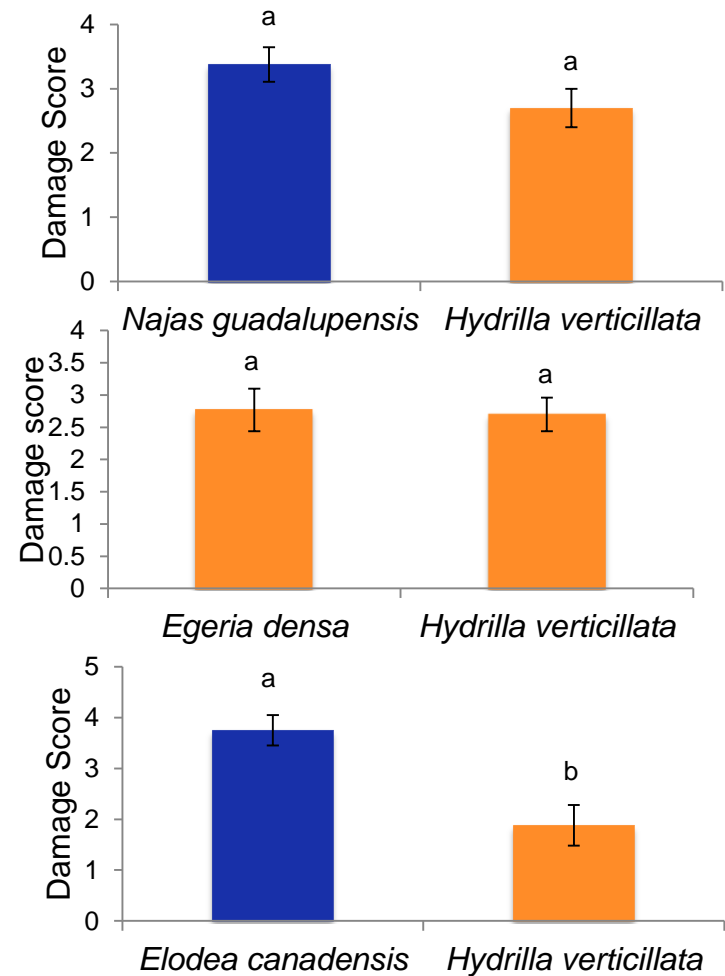 Damage Score
4
3
2
1
0
a
a
Najas guadalupensis Hydrilla verticillata
Damage score
4
3.5
3
2.5
2
1.5
1
0.5
0
a
a
Egeria densa Hydrilla verticillata
Damage Score
5
4
3
2
1
0
a
b
Elodea canadensis Hydrilla verticillata